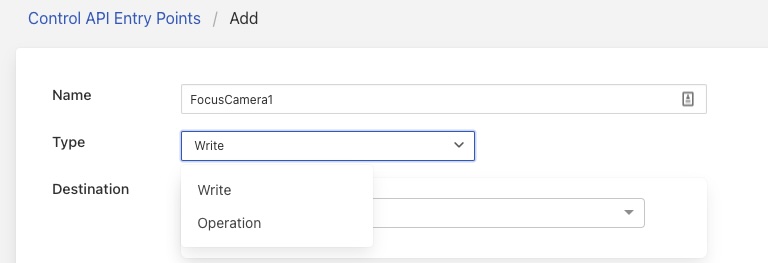 Control API Entry Points / Add
Name FocusCamera1
Type Write
Destination
Write
Operation